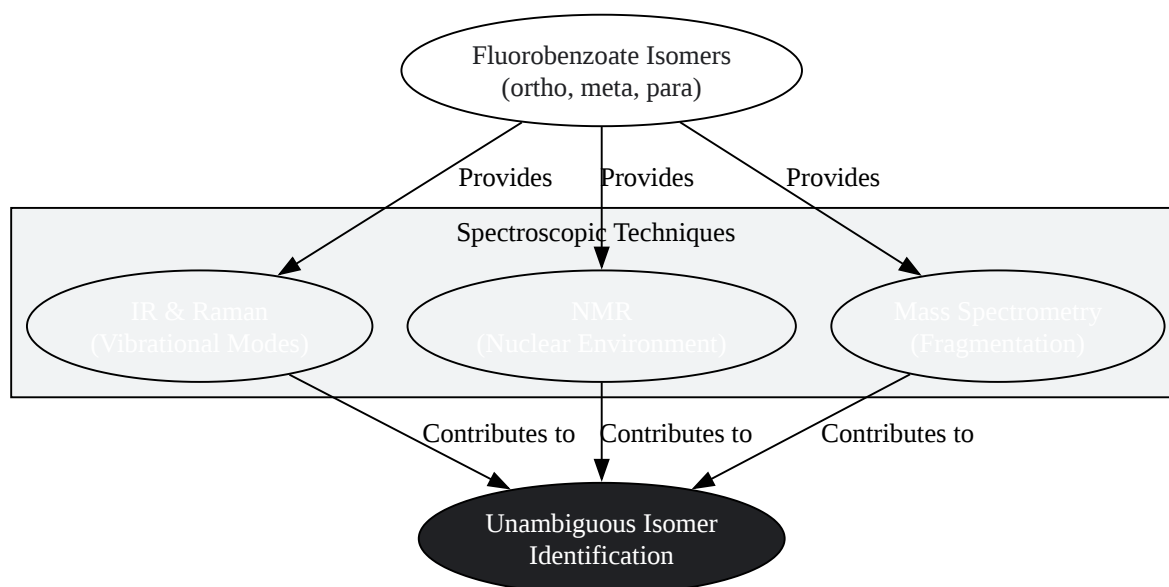 Fluorobenzoate Isomers
(ortho, meta, para)
Provides
Provides
Provides
Spectroscopic Techniques
IR & Raman
(Vibrational Modes)
NMR
(Nuclear Environment)
Mass Spectrometry
(Fragmentation)
Contributes to
Contributes to
Contributes to
Unambiguous Isomer
Identification